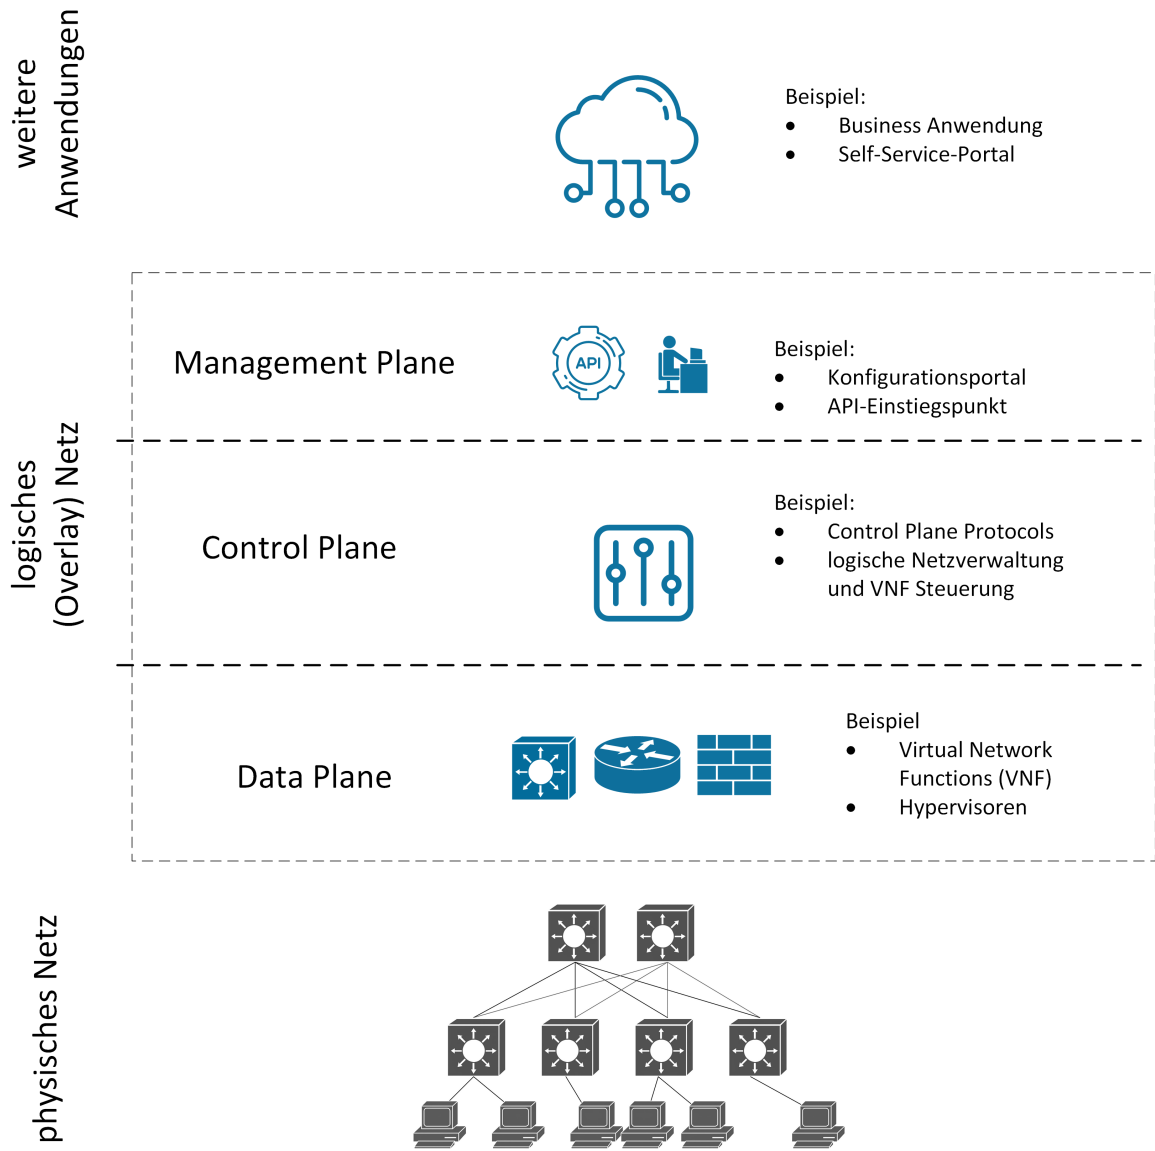 weitere
Anwendungen
Beispiel:
• Business Anwendung
• Self-Service-Portal
logisches
(Overlay) Netz
Management Plane
API
Beispiel:
• Konfigurationsportal
• API-Einstiegspunkt
Control Plane
Beispiel:
• Control Plane Protocols
• logische Netzverwaltung
und VNF Steuerung
Data Plane
Beispiel
• Virtual Network
Functions (VNF)
• Hypervisoren
physisches Netz